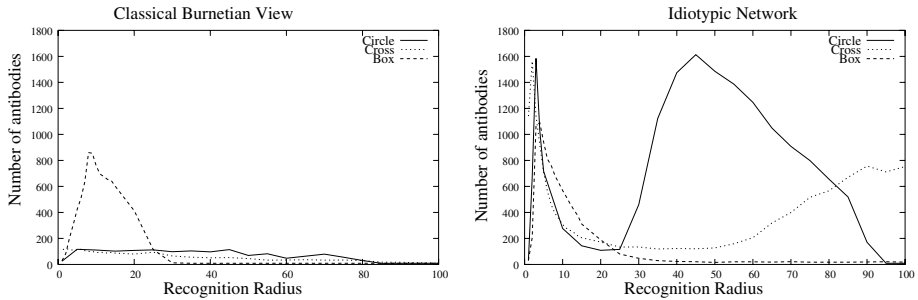 Classical Burnetian View
Number of antibodies
1800
1600
1400
1200
1000
800
600
400
200
0
Circle
Cross
Box
0 20 40 60 80 100
Recognition Radius
Idiotypic Network
Number of antibodies
1800
1600
1400
1200
1000
800
600
400
200
0
Circle
Cross
Box
0 10 20 30 40 50 60 70 80 90 100
Recognition Radius